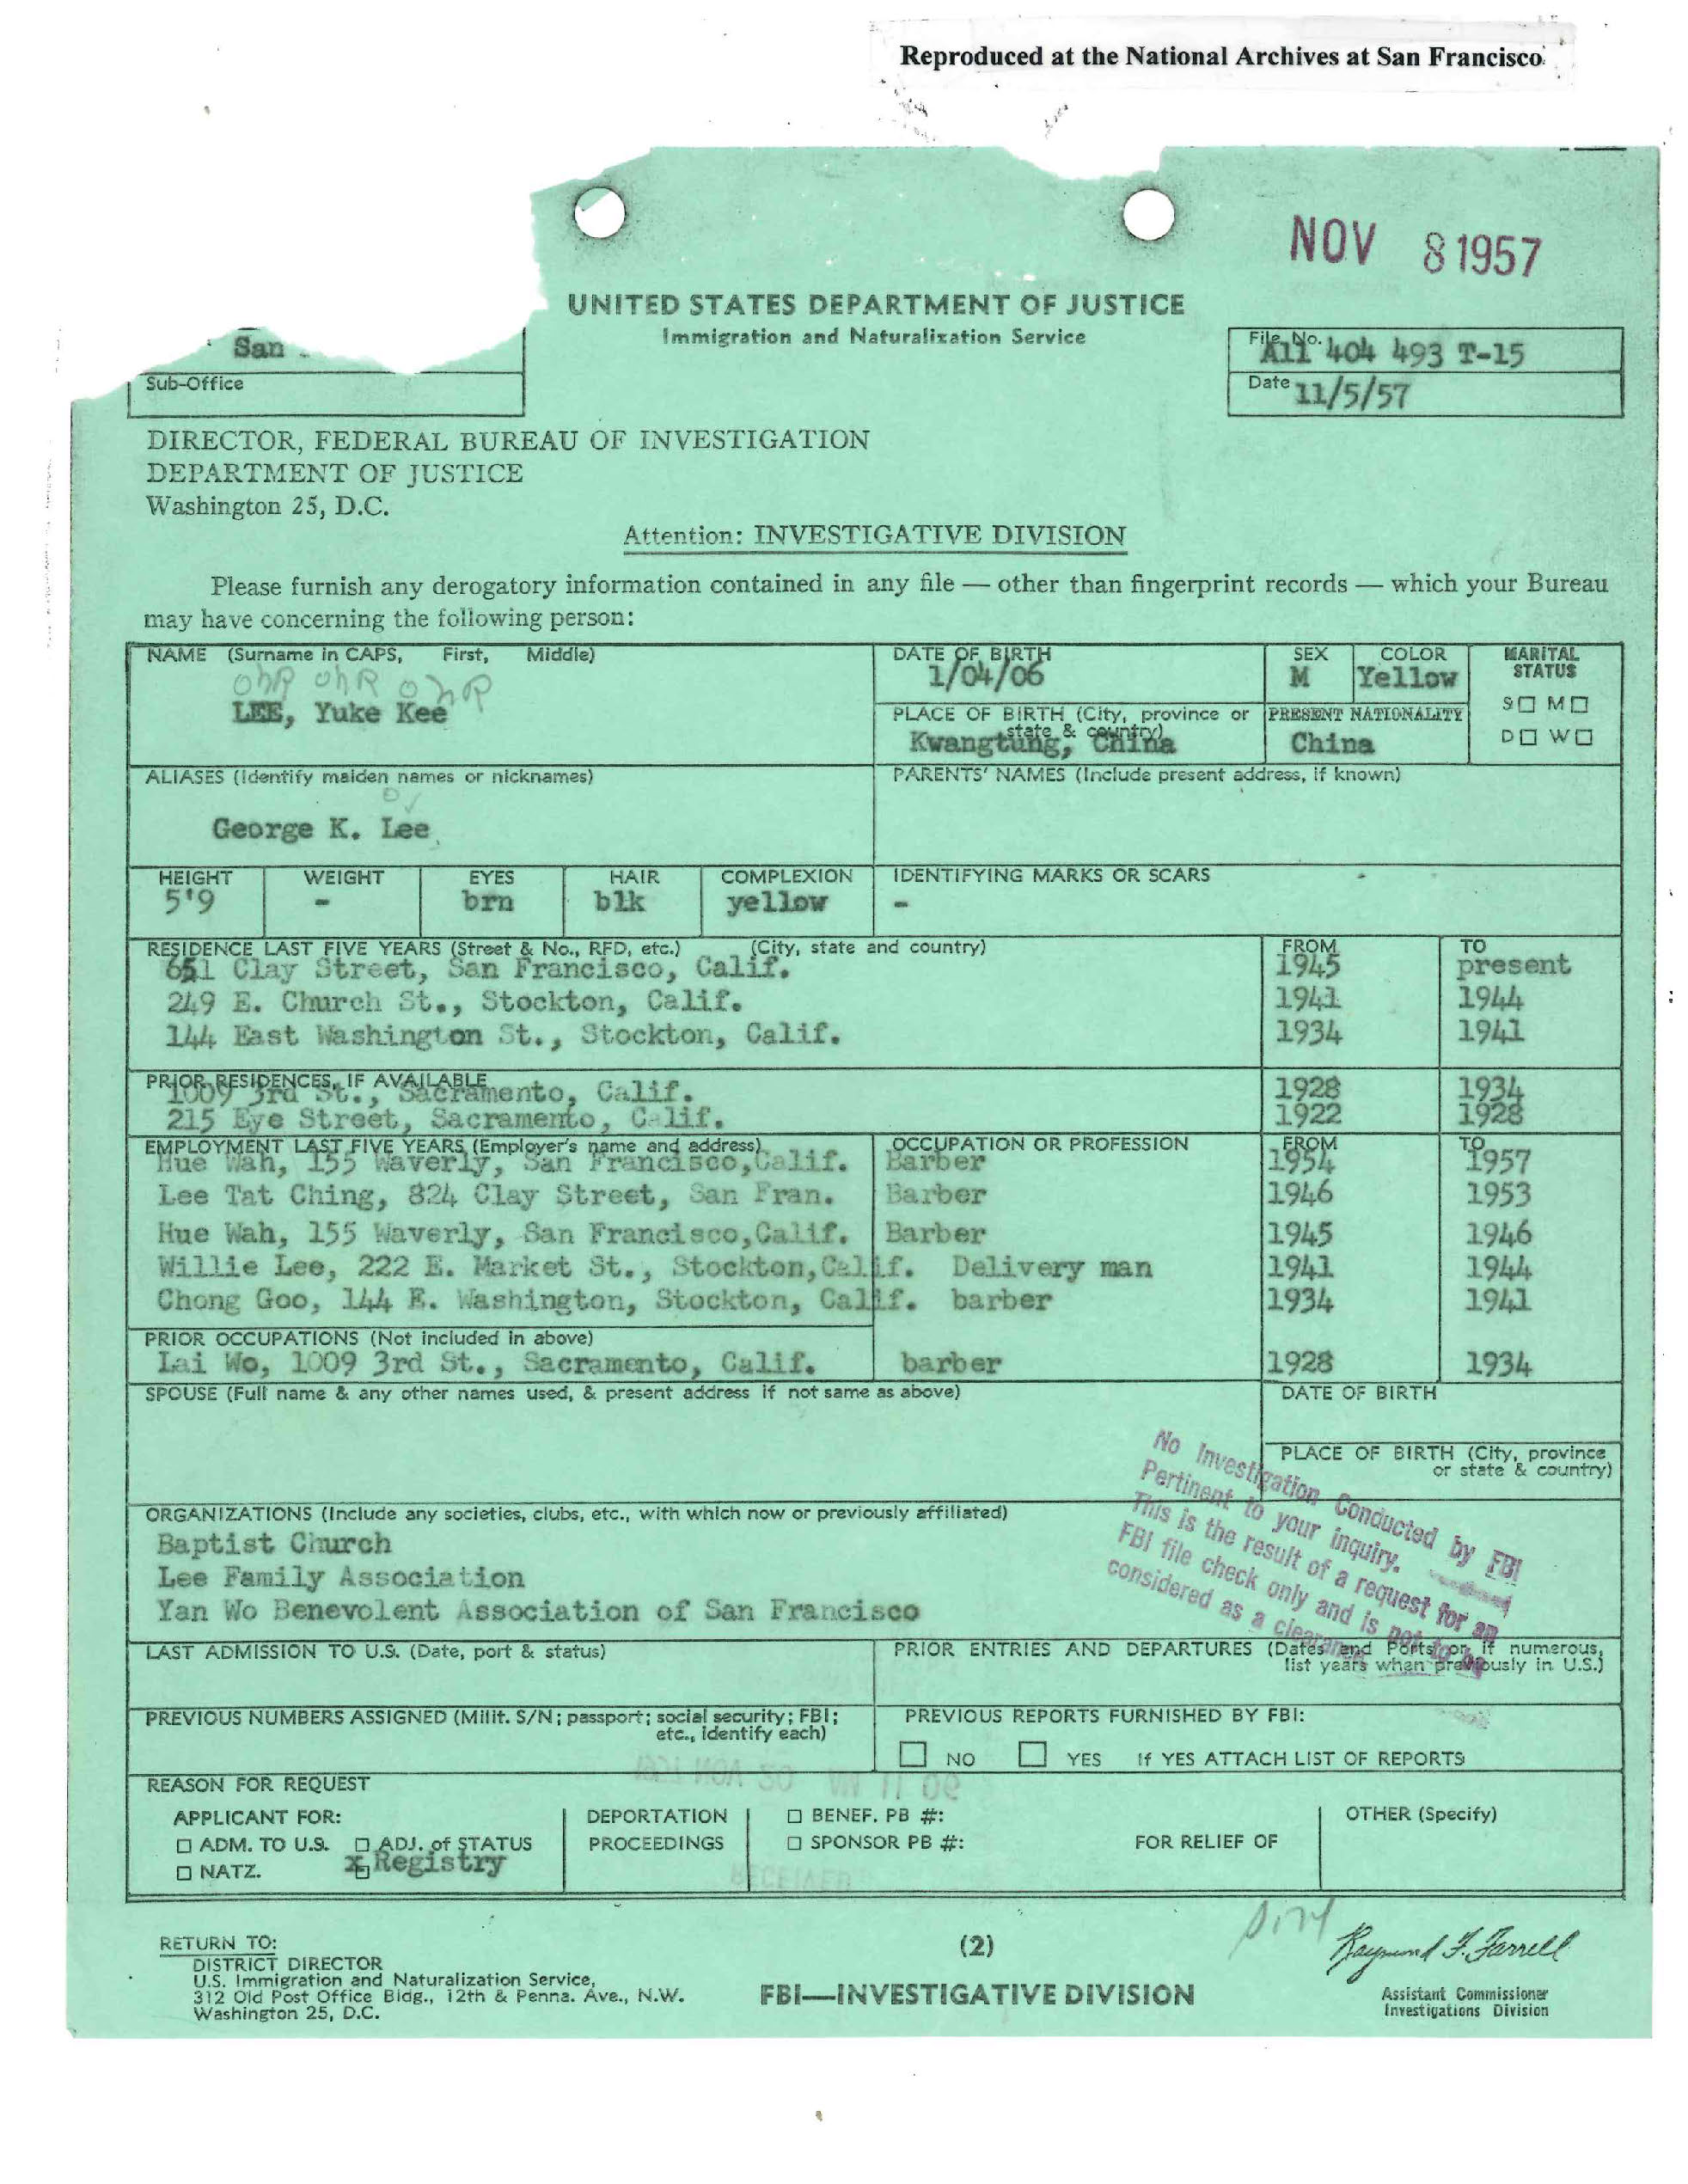 Reproduced at the National Archives at San Francisco
NOV 8 1957
UNITED STATES DEPARTMENT OF JUSTICE
Immigration and Naturalization Service
San
Sub-Office
File No. A11 404 493 T-15
Date 11/5/57
DIRECTOR, FEDERAL BUREAU OF INVESTIGATION
DEPARTMENT OF JUSTICE
Washington 25, D.C.
Attention: INVESTIGATIVE DIVISION
Please furnish any derogatory information contained in any file — other than fingerprint records — which your Bureau
may have concerning the following person:
NAME (Surname in CAPS, First, Middle)
LEE, Yuke Kee
DATE OF BIRTH
1/04/06
SEX
M
COLOR
Yellow
MARITAL
STATUS
S☐ M☐
D☐ W☐
PLACE OF BIRTH (City, province or
state & country)
Kwangtung, China
PRESENT NATIONALITY
China
ALIASES (Identify maiden names or nicknames)
George K. Lee
PARENTS' NAMES (Include present address, if known)
HEIGHT
5'9
WEIGHT
-
EYES
brn
HAIR
blk
COMPLEXION
yellow
IDENTIFYING MARKS OR SCARS
-
RESIDENCE LAST FIVE YEARS (Street & No., RFD, etc.) (City, state and country) FROM TO
Clay Street, San Francisco, Calif. 1945 present
249 E. Church St., Stockton, Calif. 1941 1944
144 East Washington St., Stockton, Calif. 1934 1941
PRIOR RESIDENCES, IF AVAILABLE
1009 3rd St., Sacramento, Calif. 1928 1934
215 Eye Street, Sacramento, C lif. 1922 1928
EMPLOYMENT LAST FIVE YEARS (Employer's name and address) OCCUPATION OR PROFESSION FROM TO
Hue Wah, 155 Waverly, San Francisco,Calif. Barber 1954 1957
Lee Tat Ching, 824 Clay Street, San Fran. Barber 1946 1953
Hue Wah, 155 Waverly, San Francisco,Calif. Barber 1945 1946
Willie Lee, 222 E. Market St., Stockton,Calif. Delivery man 1941 1944
Chong Goo, 144 E. Washington, Stockton, Calif. barber 1934 1941
PRIOR OCCUPATIONS (Not included in above)
Lai Wo, 1009 3rd St., Sacramento, Calif. barber 1928 1934
SPOUSE (Full name & any other names used, & present address if not same as above)
DATE OF BIRTH
PLACE OF BIRTH (City, province
or state & country)
No Investigation Conducted by FBI
Pertinent to your inquiry.
This is the result of a request for an
FBI file check only and is not to be
considered as a clearance
ORGANIZATIONS (Include any societies, clubs, etc., with which now or previously affiliated)
Baptist Church
Lee Family Association
Yan Wo Benevolent Association of San Francisco
LAST ADMISSION TO U.S. (Date, port & status)
PRIOR ENTRIES AND DEPARTURES (Dates and Ports or, if numerous,
list years when previously in U.S.)
PREVIOUS NUMBERS ASSIGNED (Milit. S/N; passport; social security; FBI;
etc., identify each)
PREVIOUS REPORTS FURNISHED BY FBI:
☐ NO ☐ YES If YES ATTACH LIST OF REPORTS
REASON FOR REQUEST
APPLICANT FOR:
☐ ADM. TO U.S. ☐ ADJ. of STATUS
☐ NATZ. x☐ Registry
DEPORTATION
PROCEEDINGS
☐ BENEF. PB #:
☐ SPONSOR PB #:
FOR RELIEF OF
OTHER (Specify)
RECEIVED
RETURN TO:
DISTRICT DIRECTOR
U.S. Immigration and Naturalization Service,
312 Old Post Office Bldg., 12th & Penna. Ave., N.W.
Washington 25, D.C.
(2)
FBI—INVESTIGATIVE DIVISION
Raymond F. Farrell
Assistant Commissioner
Investigations Division